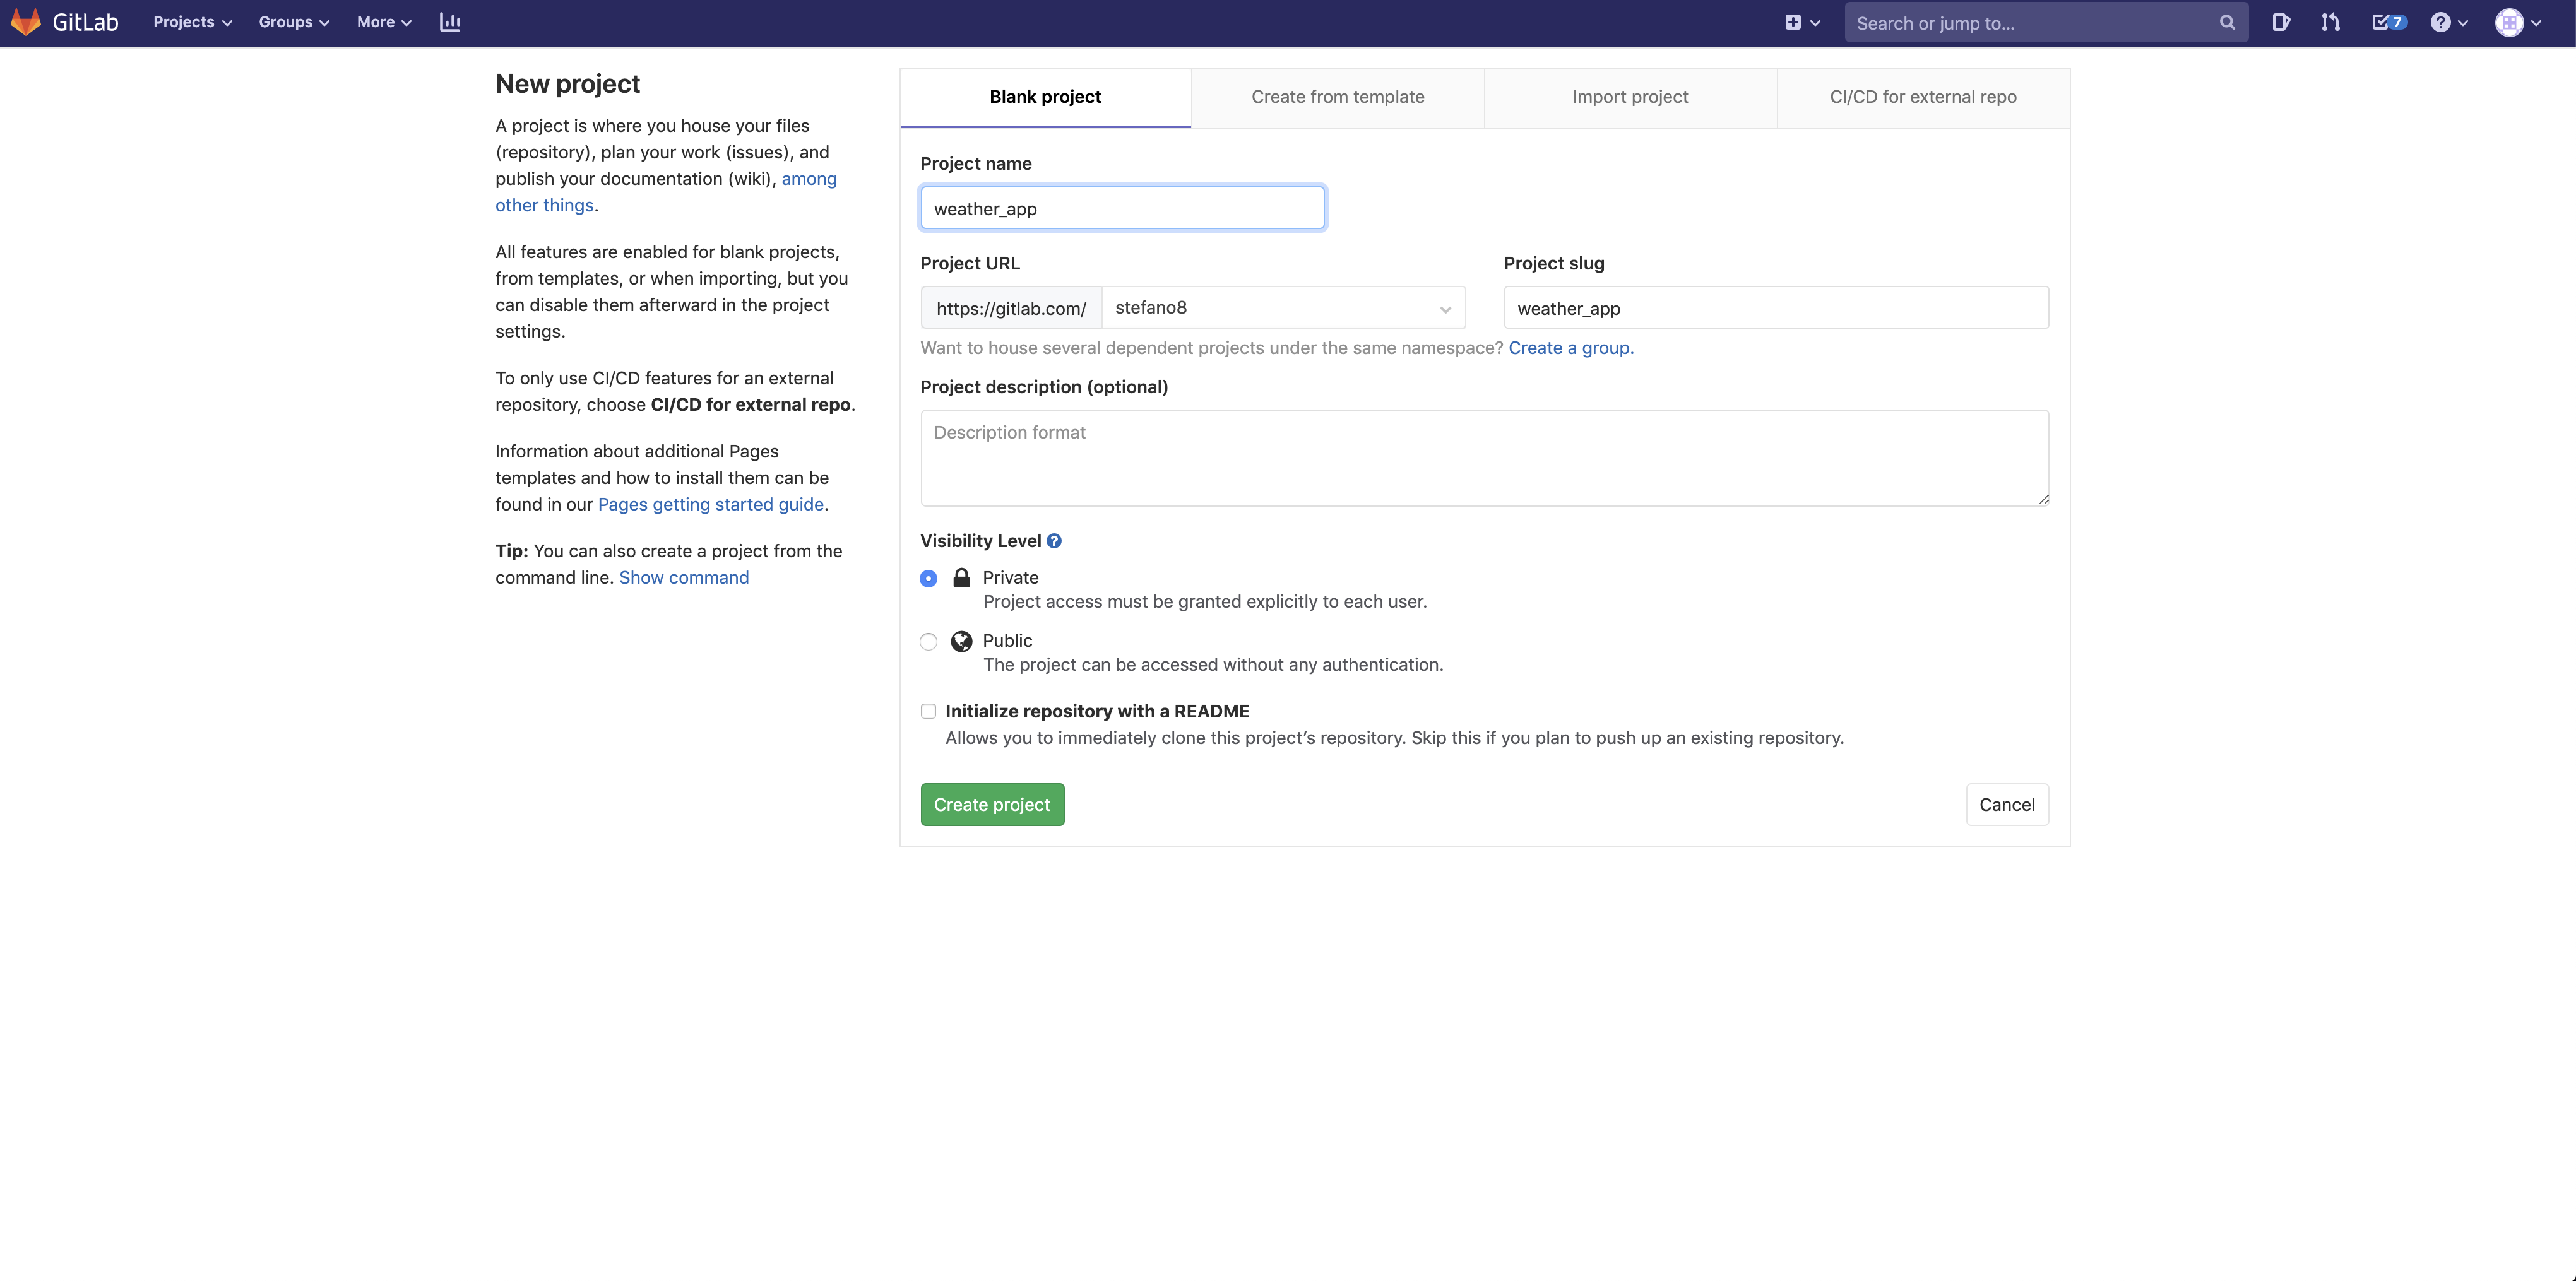 GitLab Projects Groups More Search or jump to... 7
New project
A project is where you house your files
(repository), plan your work (issues), and
publish your documentation (wiki), among
other things.
All features are enabled for blank projects,
from templates, or when importing, but you
can disable them afterward in the project
settings.
To only use CI/CD features for an external
repository, choose CI/CD for external repo.
Information about additional Pages
templates and how to install them can be
found in our Pages getting started guide.
Tip: You can also create a project from the
command line. Show command
Blank project Create from template Import project CI/CD for external repo
Project name
weather_app
Project URL Project slug
https://gitlab.com/ stefano8 weather_app
Want to house several dependent projects under the same namespace? Create a group.
Project description (optional)
Description format
Visibility Level ?
Private
Project access must be granted explicitly to each user.
Public
The project can be accessed without any authentication.
Initialize repository with a README
Allows you to immediately clone this project’s repository. Skip this if you plan to push up an existing repository.
Create project Cancel